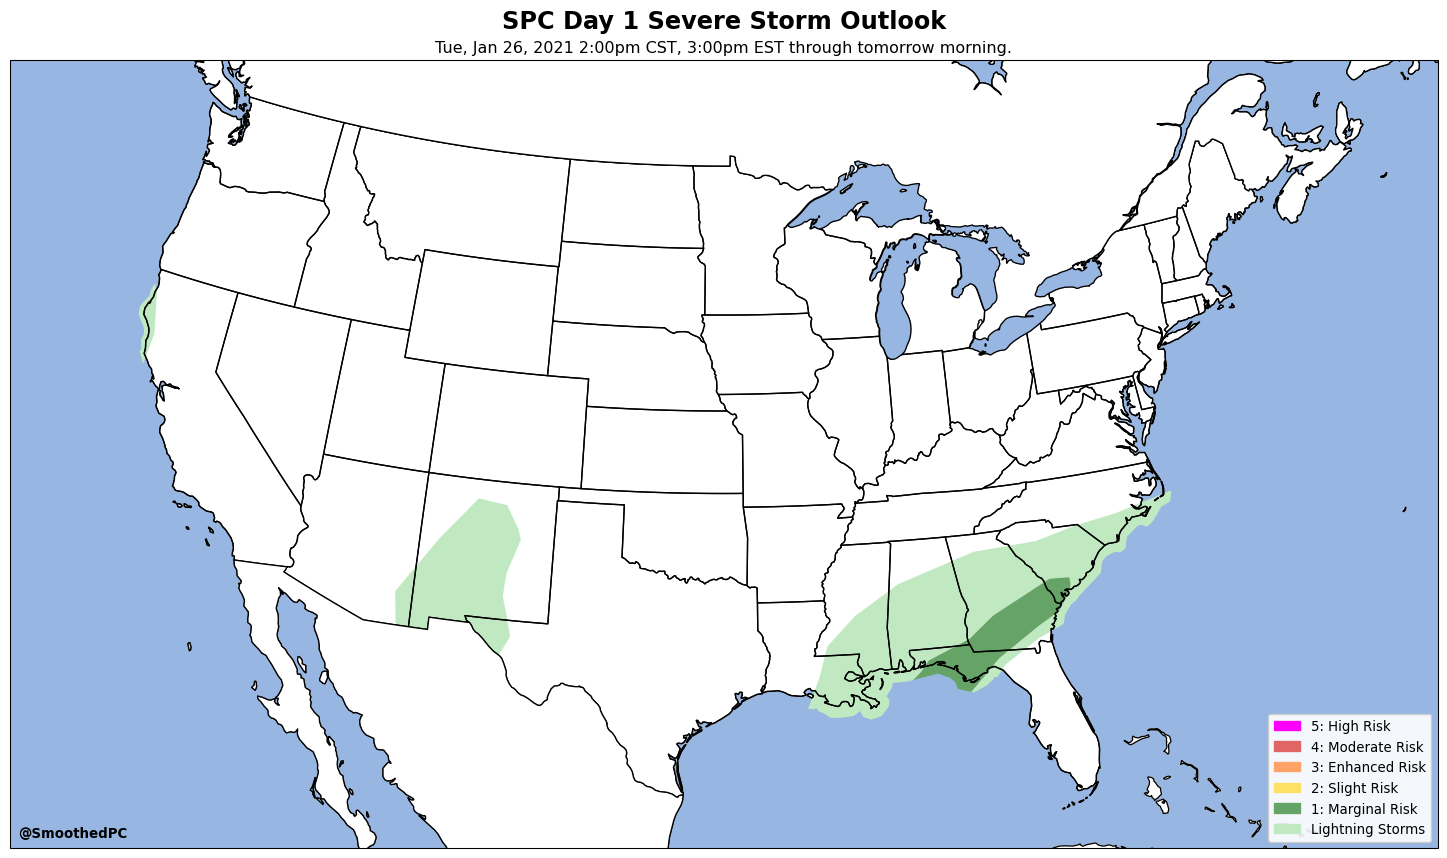 SPC Day 1 Severe Storm Outlook
Tue, Jan 26, 2021 2:00pm CST, 3:00pm EST through tomorrow morning.
5: High Risk
4: Moderate Risk
3: Enhanced Risk
2: Slight Risk
1: Marginal Risk
Lightning Storms
@SmoothedPC